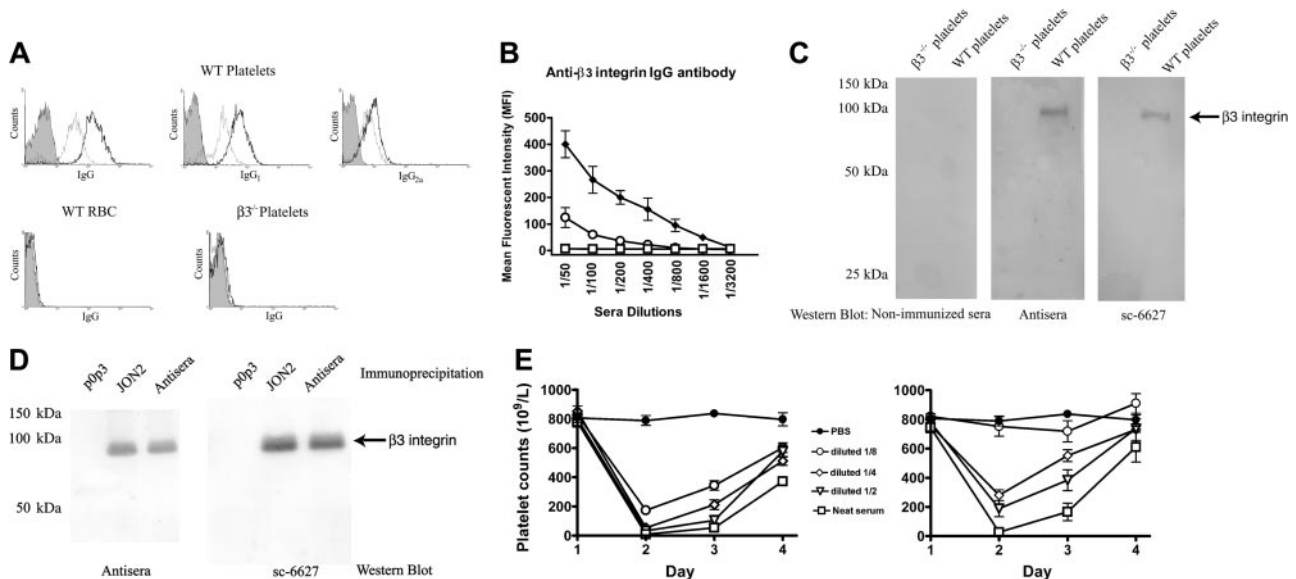 A
WT Platelets
Counts
IgG
Counts
IgG1
Counts
IgG2a
WT RBC
β3-/- Platelets
Counts
IgG
Counts
IgG
B
Anti-β3 integrin IgG antibody
Mean Fluorescent Intensity (MFI)
500
400
300
200
100
0
1/50
1/100
1/200
1/400
1/800
1/1600
1/3200
Sera Dilutions
C
β3-/- platelets
WT platelets
β3-/- platelets
WT platelets
β3-/- platelets
WT platelets
150 kDa
100 kDa
50 kDa
25 kDa
β3 integrin
Western Blot: Non-immunized sera
Antisera
sc-6627
D
p0p3
JON2
Antisera
p0p3
JON2
Antisera
Immunoprecipitation
150 kDa
100 kDa
50 kDa
β3 integrin
Antisera
sc-6627
Western Blot
E
Platelet counts (10⁹/L)
1000
800
600
400
200
0
1 2 3 4
Day
PBS
diluted 1/8
diluted 1/4
diluted 1/2
Neat serum
1000
800
600
400
200
0
1 2 3 4
Day